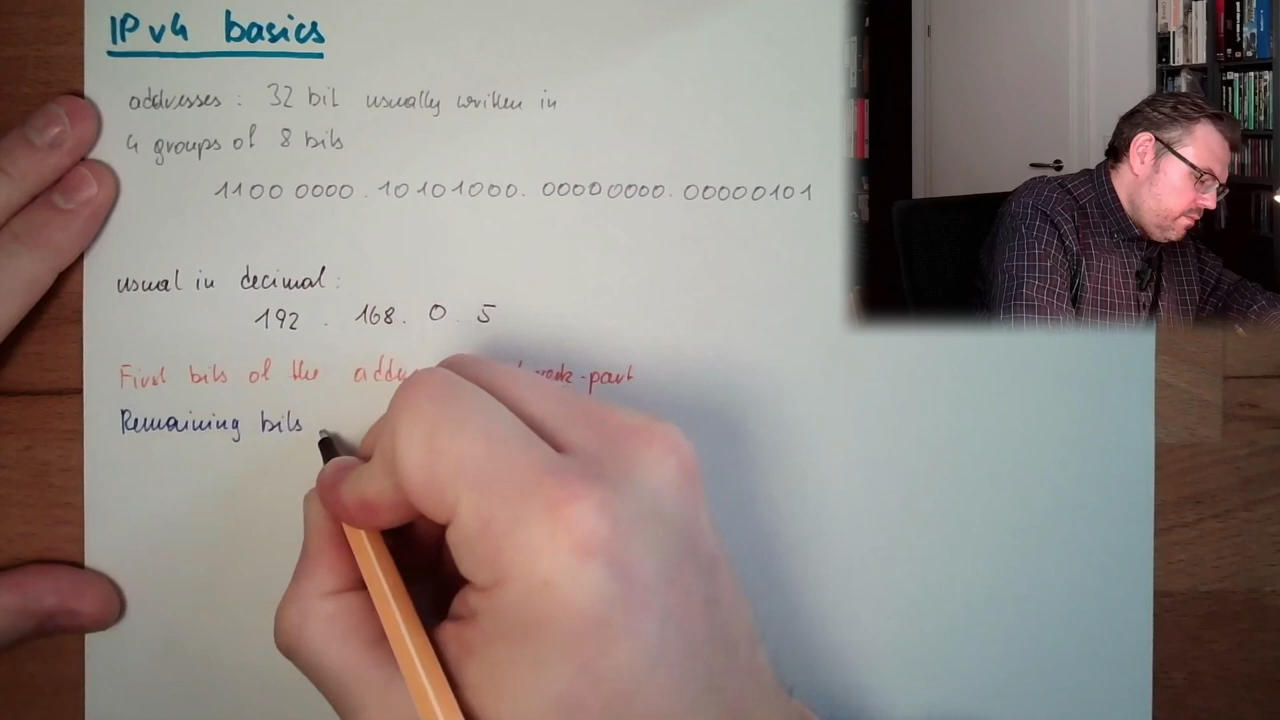 IPv4 basics
addresses: 32 bit usually written in
4 groups of 8 bits
1100 0000 . 10101000. 00000000. 00000101
usual in decimal:
192 . 168. 0. 5
First bits of the
Remaining bits